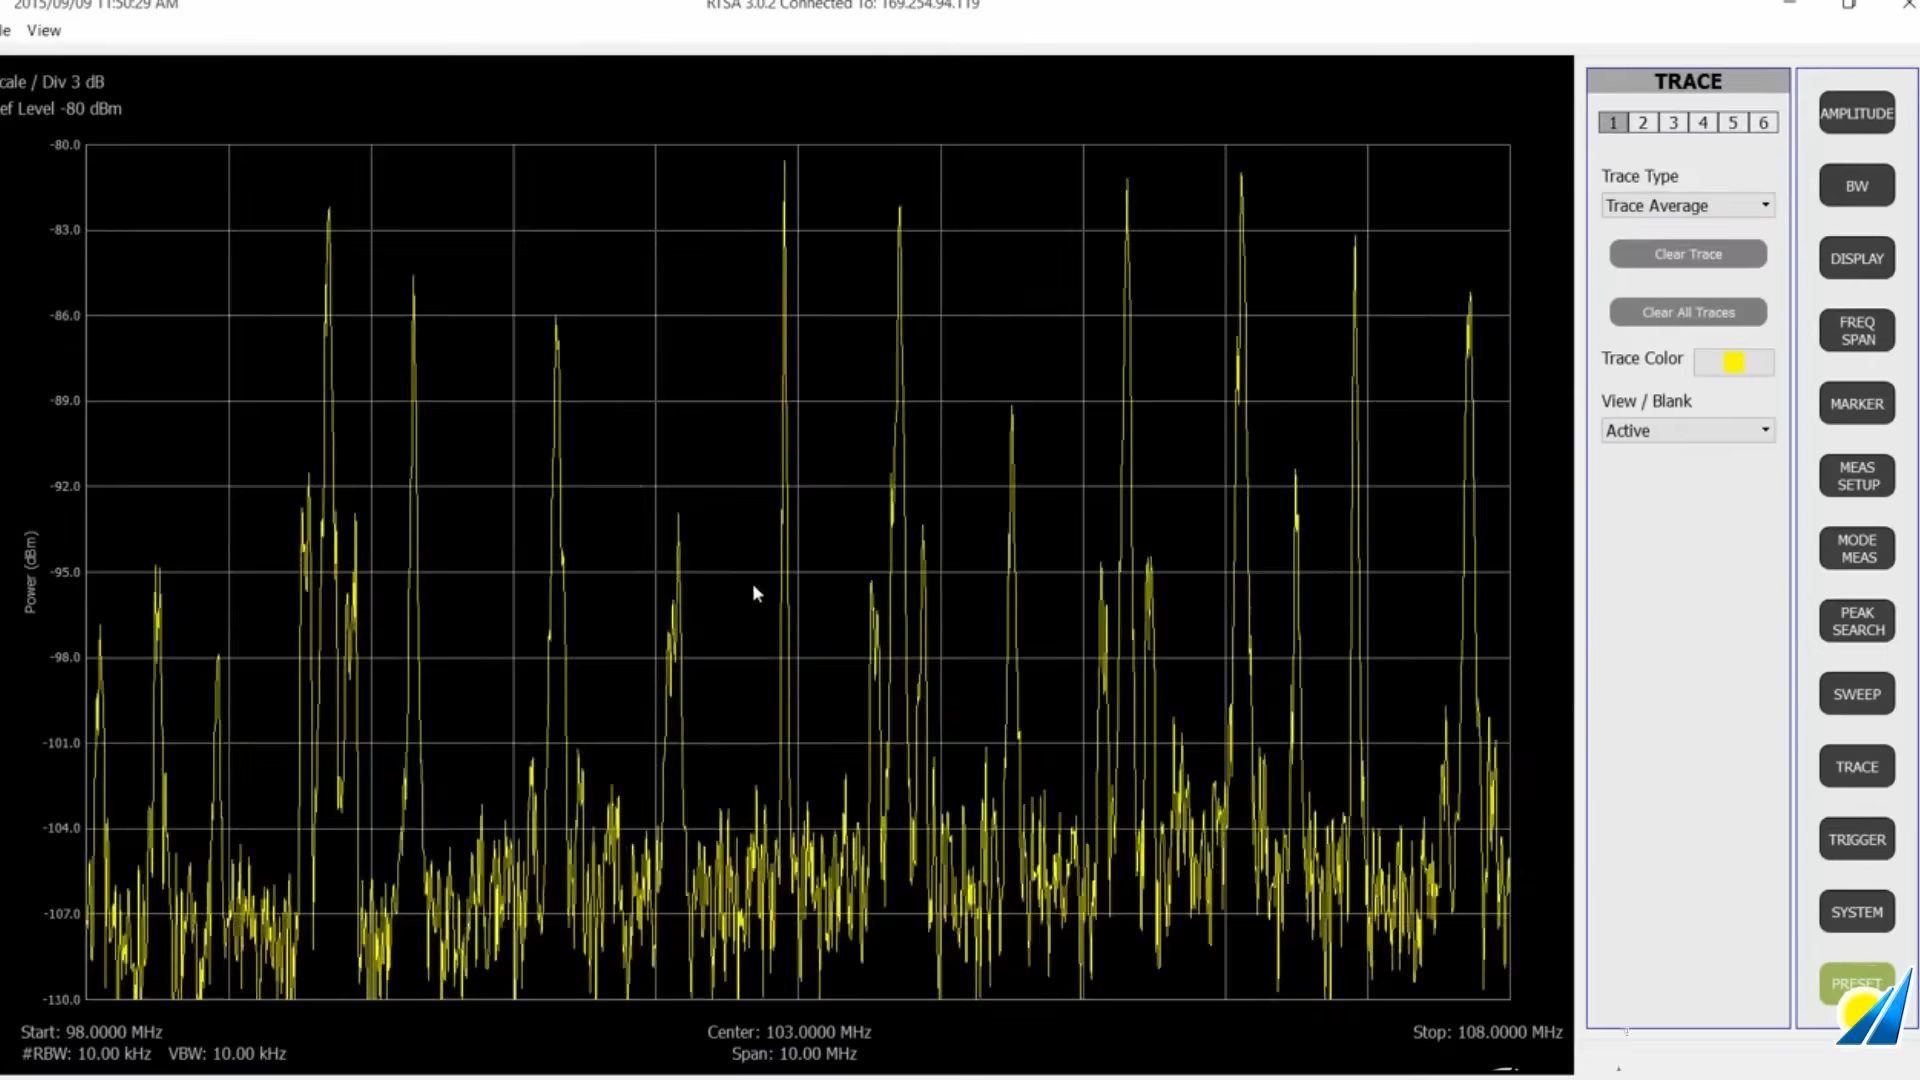 2015/09/09 11:50:29 AM
RTSA 3.0.2 Connected To: 169.254.94.119
le View
cale / Div 3 dB
ef Level -80 dBm
-80.0
-83.0
-86.0
-89.0
-92.0
-95.0
-98.0
-101.0
-104.0
-107.0
-130.0
Power (dBm)
Start: 98.0000 MHz
Center: 103.0000 MHz
Stop: 108.0000 MHz
#RBW: 10.00 kHz VBW: 10.00 kHz
Span: 10.00 MHz
TRACE
1 2 3 4 5 6
Trace Type
Trace Average
Clear Trace
Clear All Traces
Trace Color
View / Blank
Active
AMPLITUDE
BW
DISPLAY
FREQ
SPAN
MARKER
MEAS
SETUP
MODE
MEAS
PEAK
SEARCH
SWEEP
TRACE
TRIGGER
SYSTEM
PRESET